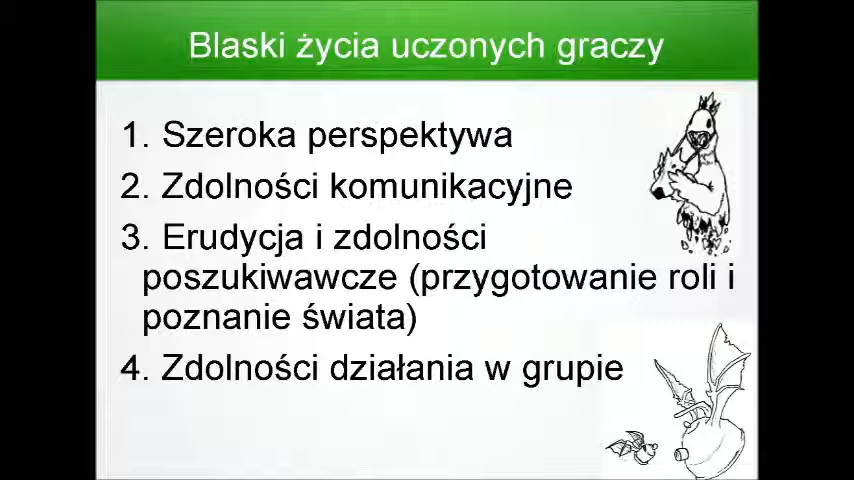 Blaski życia uczonych graczy
1. Szeroka perspektywa
2. Zdolności komunikacyjne
3. Erudycja i zdolności
poszukiwawcze (przygotowanie roli i
poznanie świata)
4. Zdolności działania w grupie